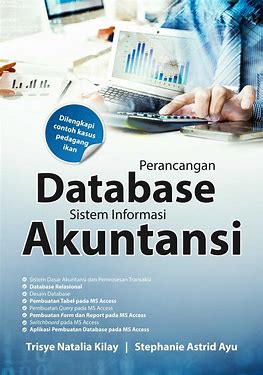 Dilengkapi
contoh kasus
pedagang
ikan
Perancangan
Database
Sistem Informasi
Akuntansi
Sistem Dasar Akuntansi dan Pemrosesan Transaksi
Database Relasional
Desain Database
Pembuatan Tabel pada MS Access
Pembuatan Query pada MS Access
Pembuatan Form dan Report pada MS Access
Switchboard pada MS Access
Aplikasi Pembuatan Database pada MS Access
Trisye Natalia Kilay | Stephanie Astrid Ayu